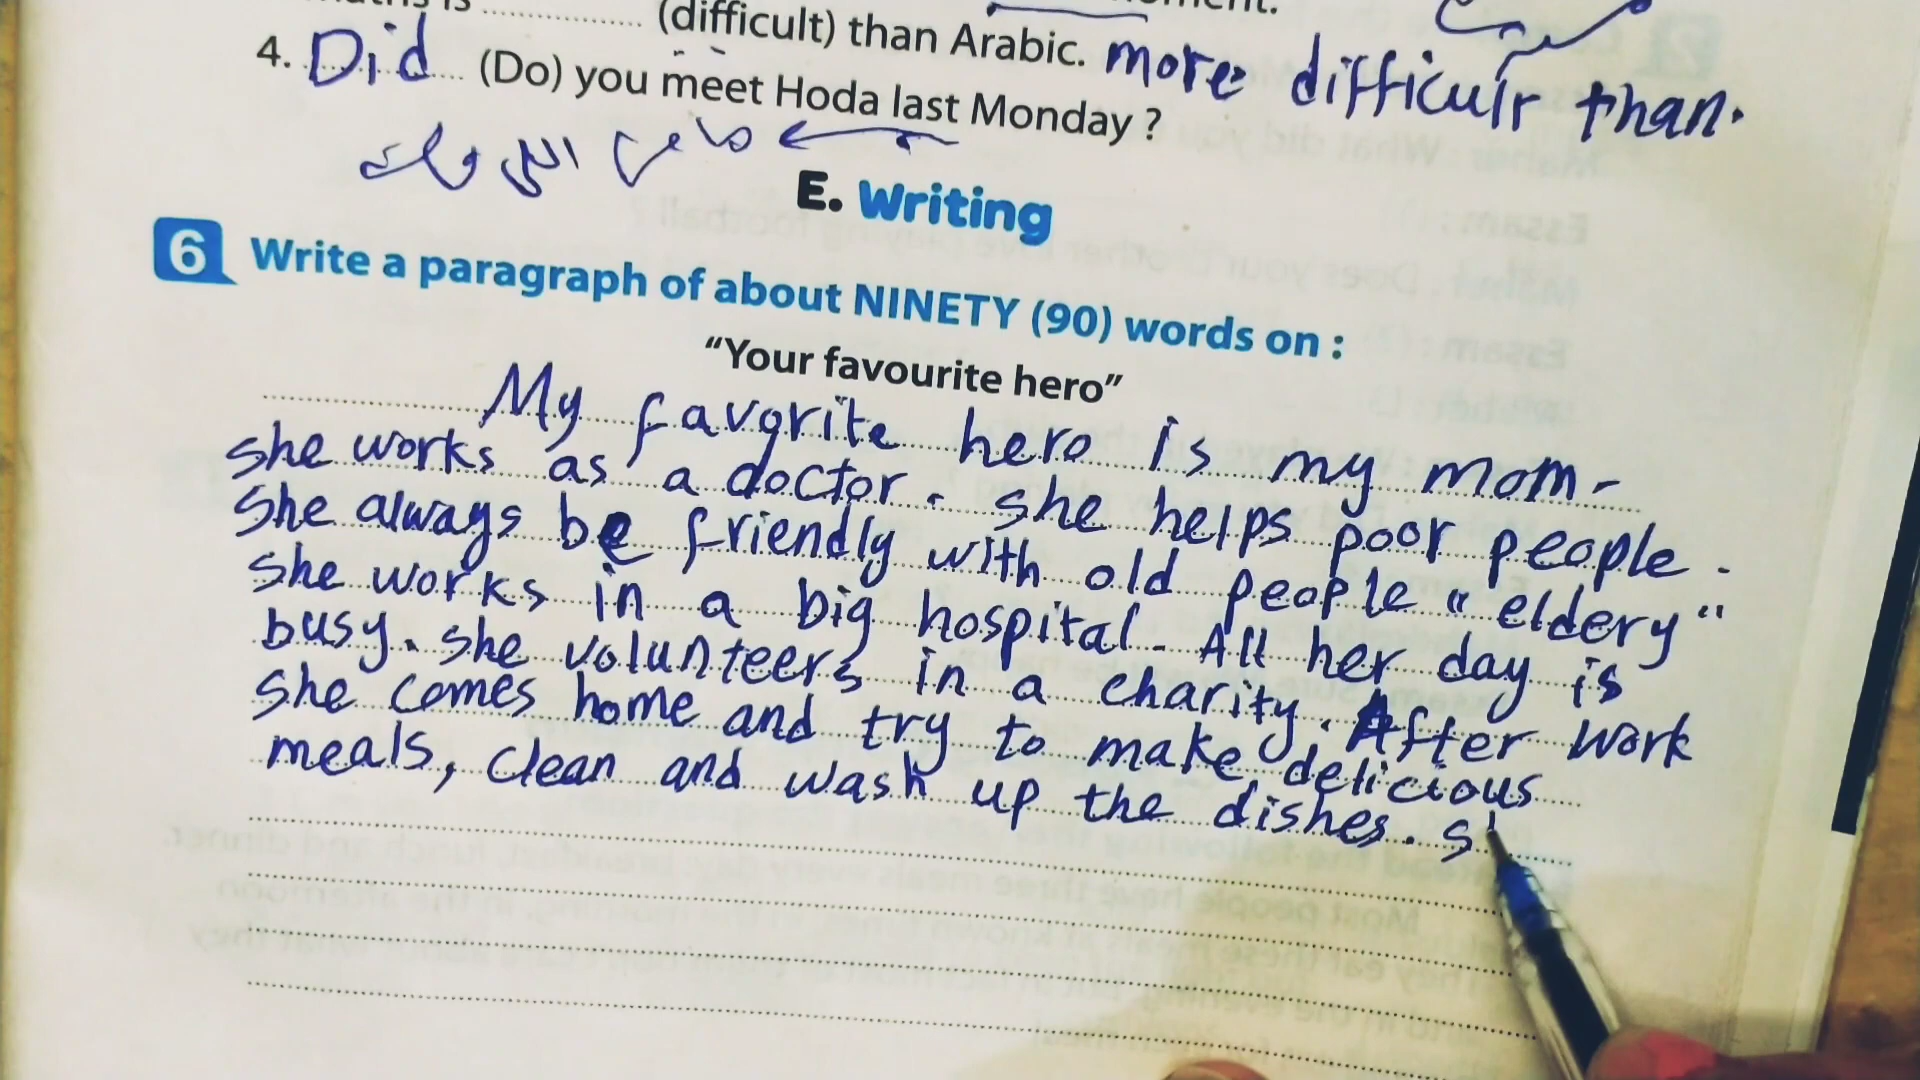 (difficult) than Arabic. more difficult than.
4. Did (Do) you meet Hoda last Monday ?
E. Writing
6 Write a paragraph of about NINETY (90) words on :
“Your favourite hero”
My favorite hero is my mom.
she works as a doctor. she helps poor people.
She always be friendly with old people “eldery”
She works in a big hospital. All her day is
busy. she volunteers in a charity. After work
she comes home and try to make delicious
meals, clean and wash up the dishes. sh